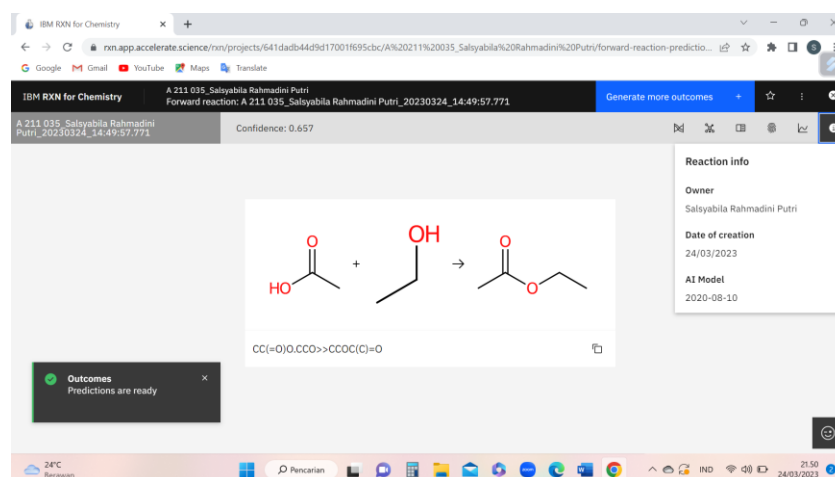 IBM RXN for Chemistry
rxn.app.accelerate.science/rxn/projects/641dadb44d9d17001f695cbc/A%20211%20035_Salsyabila%20Rahmadini%20Putri/forward-reaction-predictio...
Google Gmail YouTube Maps Translate
IBM RXN for Chemistry
A 211 035_Salsyabila Rahmadini Putri
Forward reaction: A 211 035_Salsyabila Rahmadini Putri_20230324_14:49:57.771
Generate more outcomes +
A 211 035_Salsyabila Rahmadini
Putri_20230324_14:49:57.771
Confidence: 0.657
Reaction info
Owner
Salsyabila Rahmadini Putri
Date of creation
24/03/2023
AI Model
2020-08-10
O
HO
+
OH
→
O
O
CC(=O)O.CCO>>CCOC(C)=O
Outcomes
Predictions are ready
24°C
Berawan
Pencarian
IND
21.50
24/03/2023